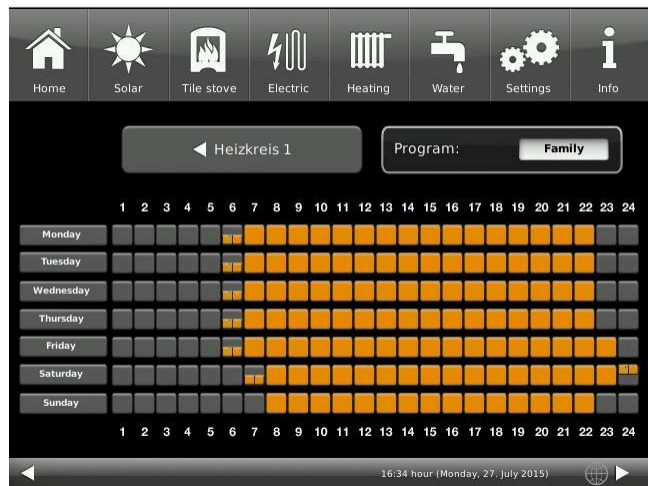 Home Solar Tile stove Electric Heating Water Settings Info
Heizkreis 1 Program: Family
1 2 3 4 5 6 7 8 9 10 11 12 13 14 15 16 17 18 19 20 21 22 23 24
Monday
Tuesday
Wednesday
Thursday
Friday
Saturday
Sunday
1 2 3 4 5 6 7 8 9 10 11 12 13 14 15 16 17 18 19 20 21 22 23 24
16:34 hour (Monday, 27. July 2015)